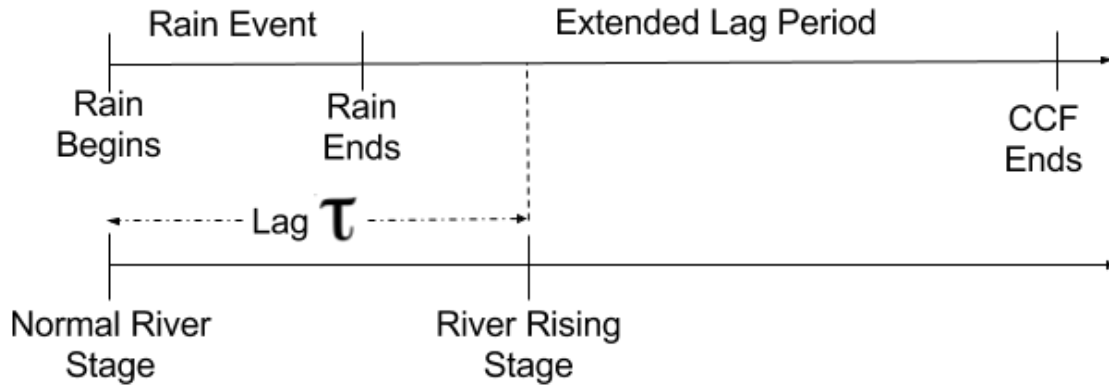 Rain Event
Extended Lag Period
Rain
Begins
Rain
Ends
CCF
Ends
Lag τ
Normal River
Stage
River Rising
Stage